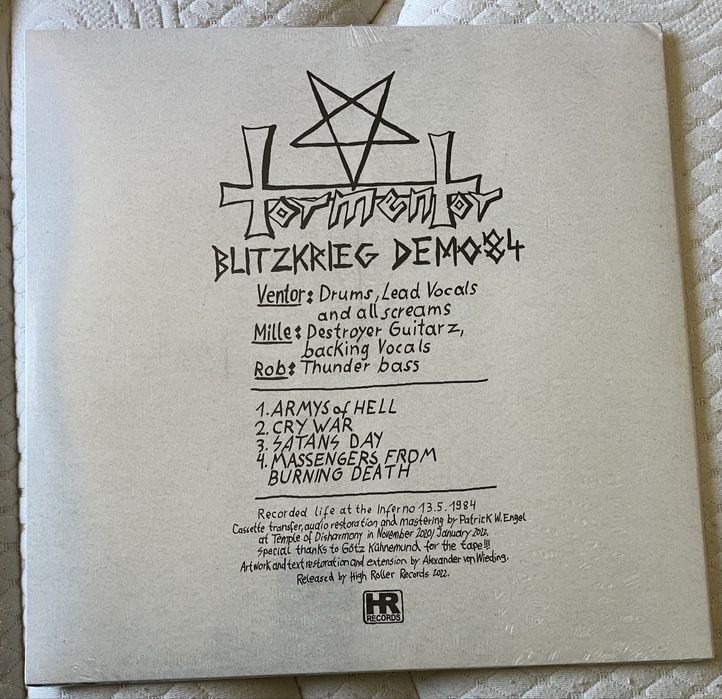 Tormentor
BLITZKRIEG DEMO'84
Ventor: Drums, Lead Vocals
and all screams
Mille: Destroyer Guitarz,
backing Vocals
Rob: Thunder bass
1. ARMYS of HELL
2. CRY WAR
3. SATANS DAY
4. MASSENGERS FROM
BURNING DEATH
Recorded life at the Inferno 13.5.1984
Cassette transfer, audio restoration and mastering by Patrick W. Engel
at Temple of Disharmony in November 2020/January 2022.
Special thanks to Götz Kühnemund for the tape!!!
Artwork and text restoration and extension by Alexander von Wieding.
Released by High Roller Records 2022.
HR
RECORDS